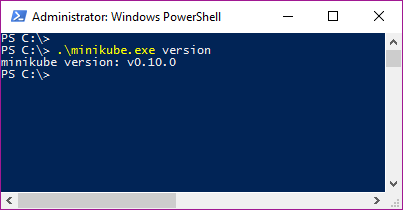 Administrator: Windows PowerShell
PS C:\>
PS C:\> .\minikube.exe version
minikube version: v0.10.0
PS C:\>